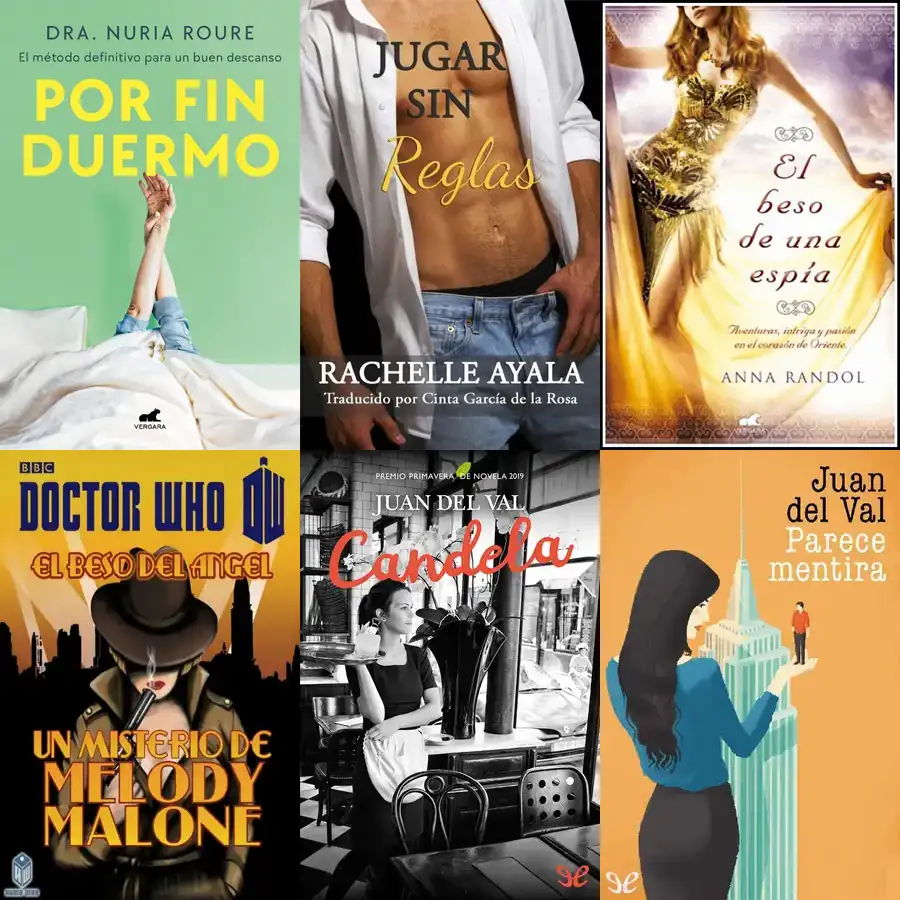 DRA. NURIA ROURE
El método definitivo para un buen descanso
POR FIN
DUERMO
VERGARA
JUGAR
SIN
Reglas
RACHELLE AYALA
Traducido por Cinta García de la Rosa
El
beso
de una
espía
Aventuras, intriga y pasión
en el corazón de Oriente.
ANNA RANDOL
VERGARA
BBC
DOCTOR WHO DW
EL BESO DEL ANGEL
UN MISTERIO DE
MELODY
MALONE
PREMIO PRIMAVERA DE NOVELA 2019
JUAN DEL VAL
Candela
Juan
del Val
Parece
mentira